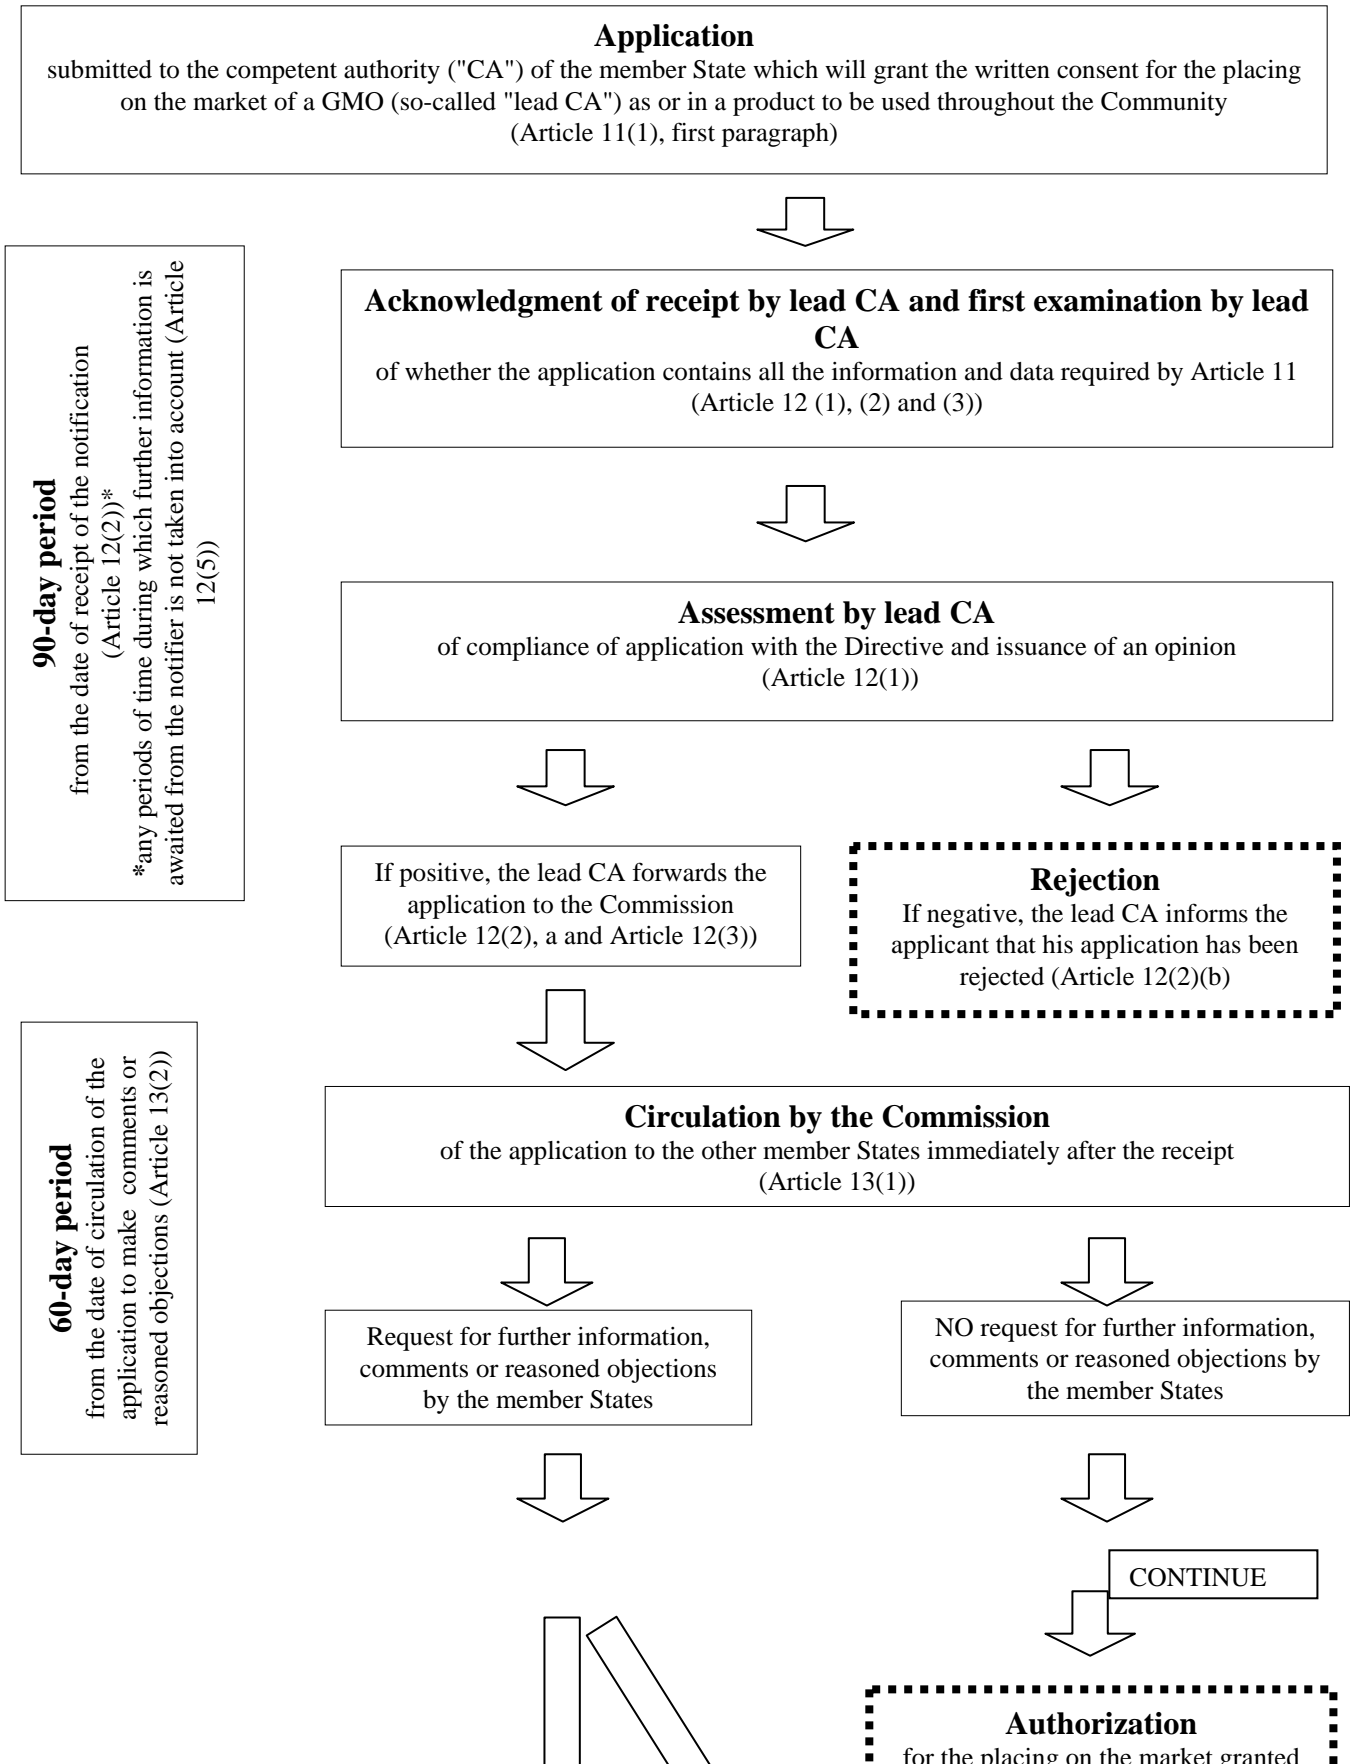 Application
submitted to the competent authority ("CA") of the member State which will grant the written consent for the placing
on the market of a GMO (so-called "lead CA") as or in a product to be used throughout the Community
(Article 11(1), first paragraph)
90-day period
from the date of receipt of the notification
(Article 12(2))*
*any periods of time during which further information is
awaited from the notifier is not taken into account (Article
12(5))
Acknowledgment of receipt by lead CA and first examination by lead
CA
of whether the application contains all the information and data required by Article 11
(Article 12 (1), (2) and (3))
Assessment by lead CA
of compliance of application with the Directive and issuance of an opinion
(Article 12(1))
If positive, the lead CA forwards the
application to the Commission
(Article 12(2), a and Article 12(3))
Rejection
If negative, the lead CA informs the
applicant that his application has been
rejected (Article 12(2)(b)
60-day period
from the date of circulation of the
application to make comments or
reasoned objections (Article 13(2))
Circulation by the Commission
of the application to the other member States immediately after the receipt
(Article 13(1))
Request for further information,
comments or reasoned objections
by the member States
NO request for further information,
comments or reasoned objections by
the member States
CONTINUE
Authorization
for the placing on the market granted